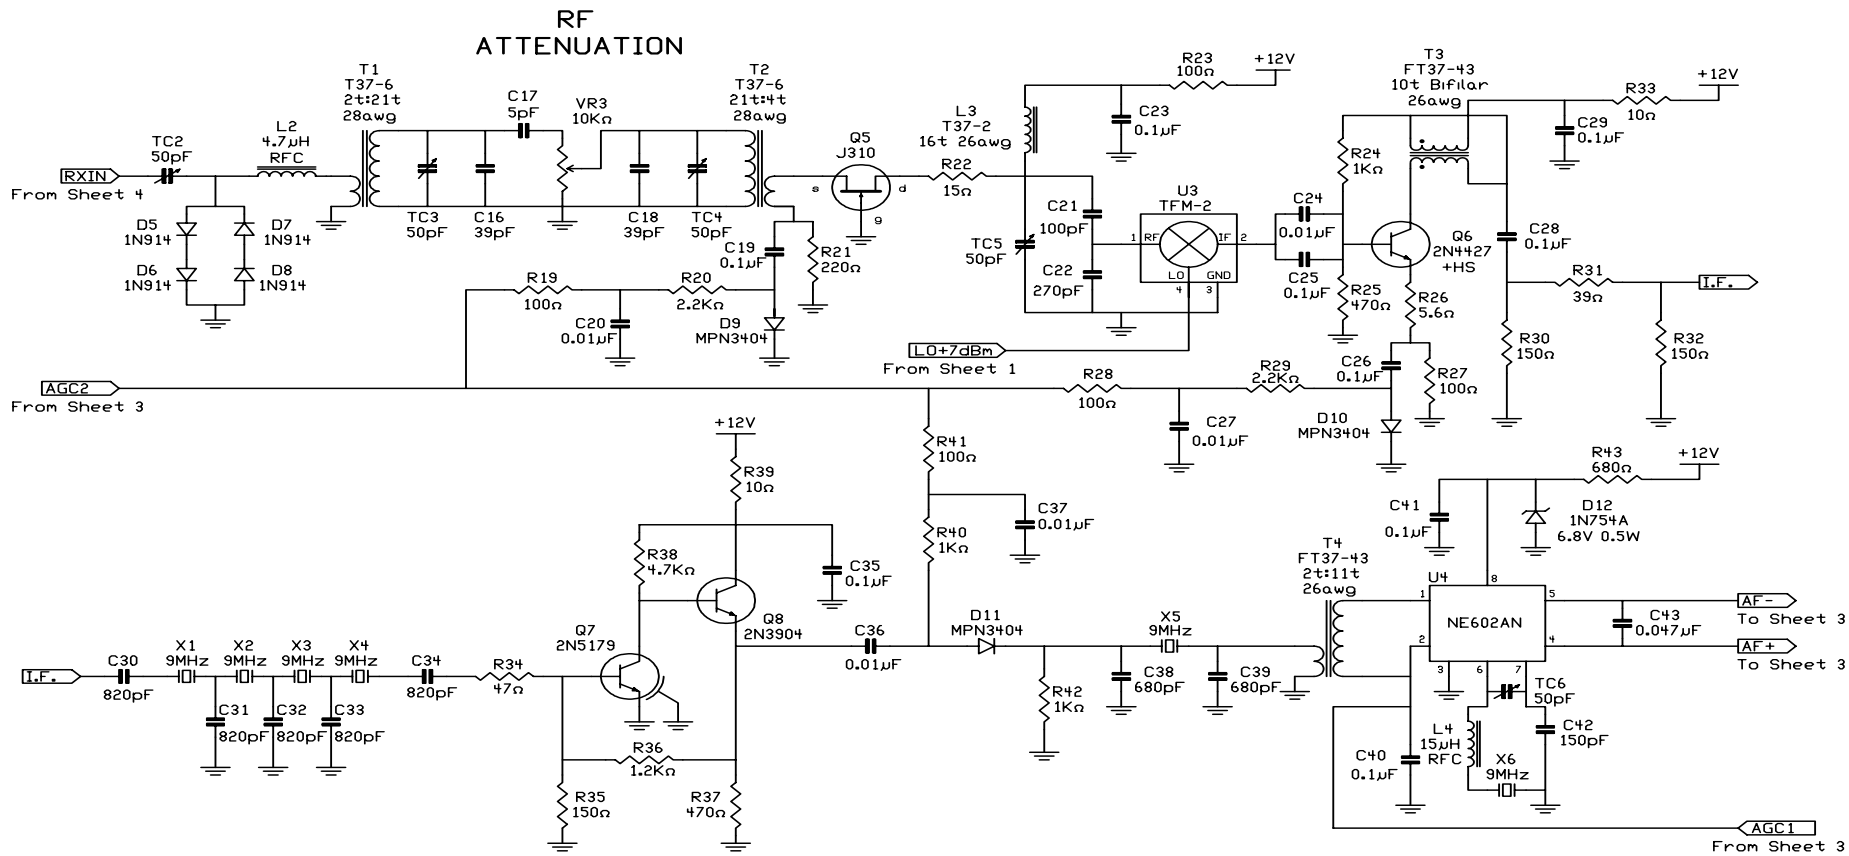 RF
ATTENUATION
T1
T37-6
2t:21t
28awg
C17
5pF
VR3
10KΩ
T2
T37-6
21t:4t
28awg
TC2
50pF
L2
4.7µH
RFC
RXIN
From Sheet 4
D5
1N914
D7
1N914
D6
1N914
D8
1N914
TC3
50pF
C16
39pF
C18
39pF
TC4
50pF
Q5
J310
s
d
g
C19
0.1µF
R21
220Ω
R19
100Ω
R20
2.2KΩ
C20
0.01µF
D9
MPN3404
L3
T37-2
16t 26awg
R22
15Ω
C23
0.1µF
R23
100Ω
+12V
TC5
50pF
C21
100pF
C22
270pF
U3
TFM-2
1
RF
IF
2
LO
GND
4
3
LO+7dBm
From Sheet 1
C24
0.01µF
C25
0.1µF
R24
1KΩ
R25
470Ω
T3
FT37-43
10t Bifilar
26awg
Q6
2N4427
+HS
R26
5.6Ω
C29
0.1µF
R33
10Ω
+12V
C28
0.1µF
R31
39Ω
I.F.
R30
150Ω
R32
150Ω
C26
0.1µF
R27
100Ω
AGC2
From Sheet 3
R28
100Ω
R29
2.2KΩ
C27
0.01µF
D10
MPN3404
+12V
R39
10Ω
R41
100Ω
C37
0.01µF
R40
1KΩ
R38
4.7KΩ
C35
0.1µF
Q8
2N3904
Q7
2N5179
I.F.
C30
820pF
X1
9MHz
X2
9MHz
X3
9MHz
X4
9MHz
C34
820pF
R34
47Ω
C31
820pF
C32
820pF
C33
820pF
R36
1.2KΩ
R35
150Ω
R37
470Ω
C36
0.01µF
D11
MPN3404
X5
9MHz
R42
1KΩ
C38
680pF
C39
680pF
T4
FT37-43
2t:11t
26awg
C41
0.1µF
R43
680Ω
+12V
D12
1N754A
6.8V 0.5W
U4
8
1
5
NE602AN
2
4
3
6
7
AF-
To Sheet 3
C43
0.047µF
AF+
To Sheet 3
TC6
50pF
L4
15µH
RFC
C42
150pF
X6
9MHz
C40
0.1µF
AGC1
From Sheet 3